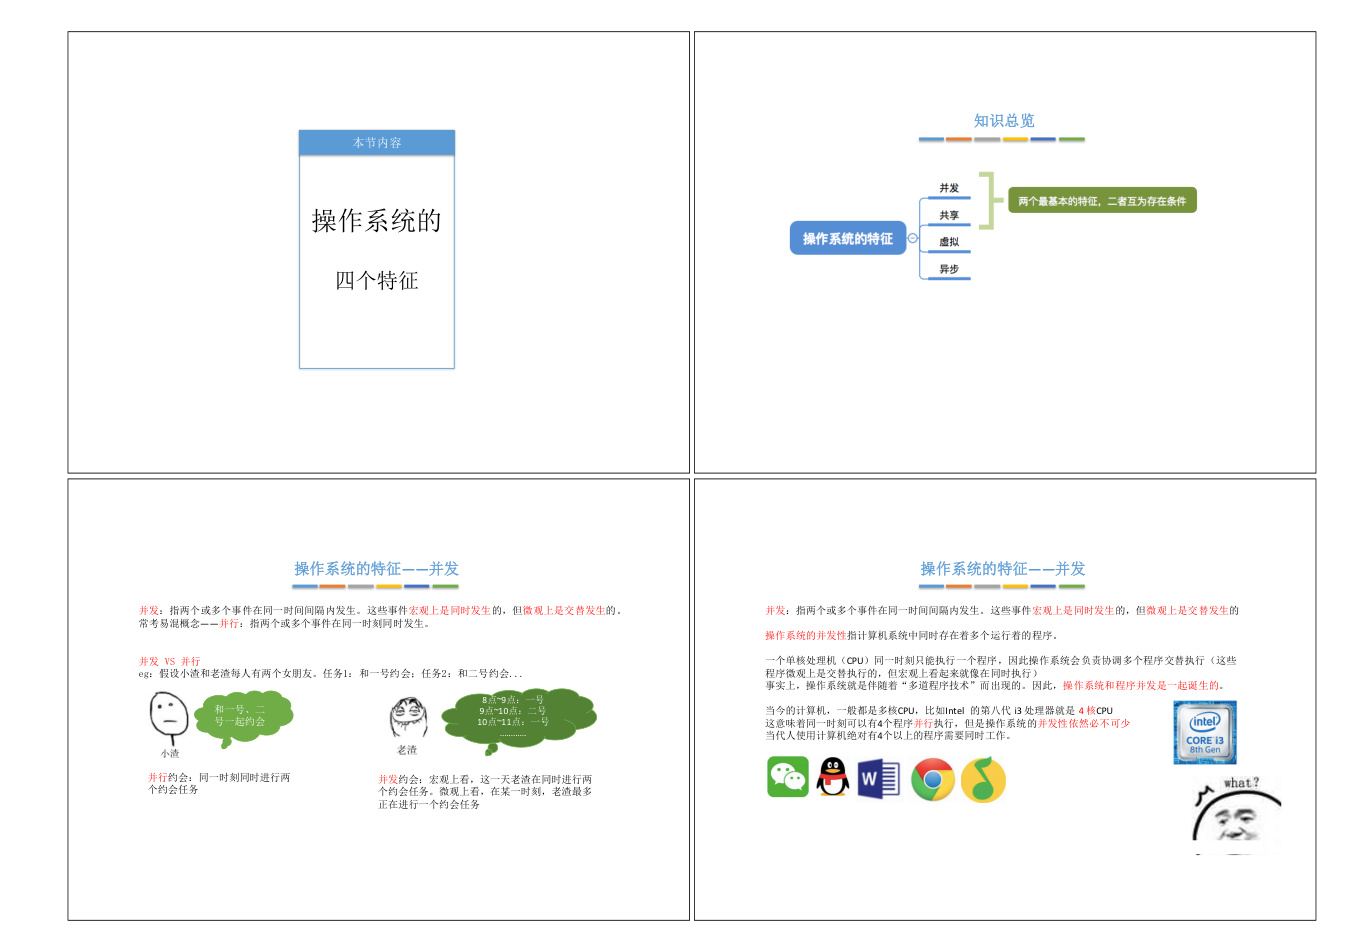 本节内容
操作系统的
四个特征
知识总览
操作系统的特征
并发
共享
虚拟
异步
两个最基本的特征，二者互为存在条件
操作系统的特征——并发
并发：指两个或多个事件在同一时间间隔内发生。这些事件宏观上是同时发生的，但微观上是交替发生的。
常考易混概念——并行：指两个或多个事件在同一时刻同时发生。
并发 VS 并行
eg：假设小渣和老渣每人有两个女朋友。任务1：和一号约会；任务2：和二号约会...
和一号、二
号一起约会
小渣
并行约会：同一时刻同时进行两
个约会任务
8点~9点：一号
9点~10点：二号
10点~11点：一号
…………
老渣
并发约会：宏观上看，这一天老渣在同时进行两
个约会任务。微观上看，在某一时刻，老渣最多
正在进行一个约会任务
操作系统的特征——并发
并发：指两个或多个事件在同一时间间隔内发生。这些事件宏观上是同时发生的，但微观上是交替发生的
操作系统的并发性指计算机系统中同时存在着多个运行着的程序。
一个单核处理机（CPU）同一时刻只能执行一个程序，因此操作系统会负责协调多个程序交替执行（这些
程序微观上是交替执行的，但宏观上看起来就像在同时执行）
事实上，操作系统就是伴随着“多道程序技术”而出现的。因此，操作系统和程序并发是一起诞生的。
当今的计算机，一般都是多核CPU，比如Intel 的第八代 i3 处理器就是 4 核CPU
这意味着同一时刻可以有4个程序并行执行，但是操作系统的并发性依然必不可少
当代人使用计算机绝对有4个以上的程序需要同时工作。
intel
CORE i3
8th Gen
W
what?